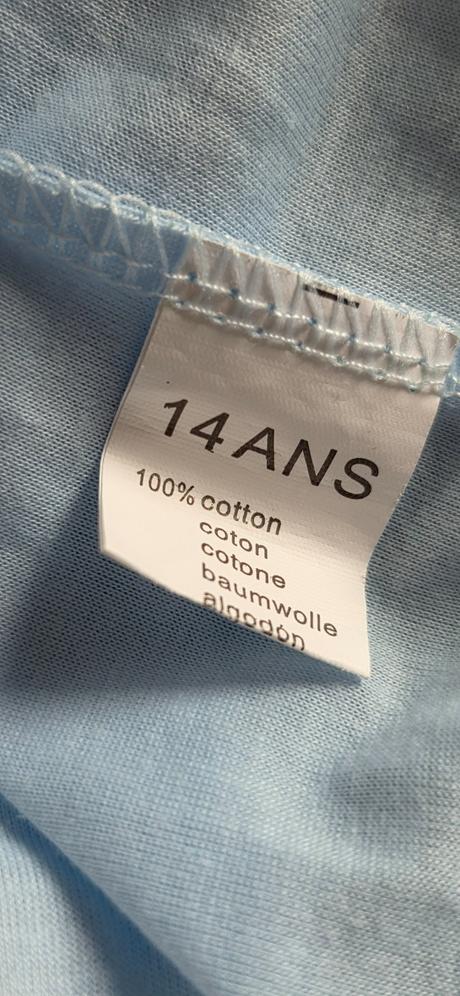 14 ANS
100% cotton
coton
cotone
baumwolle
algodón